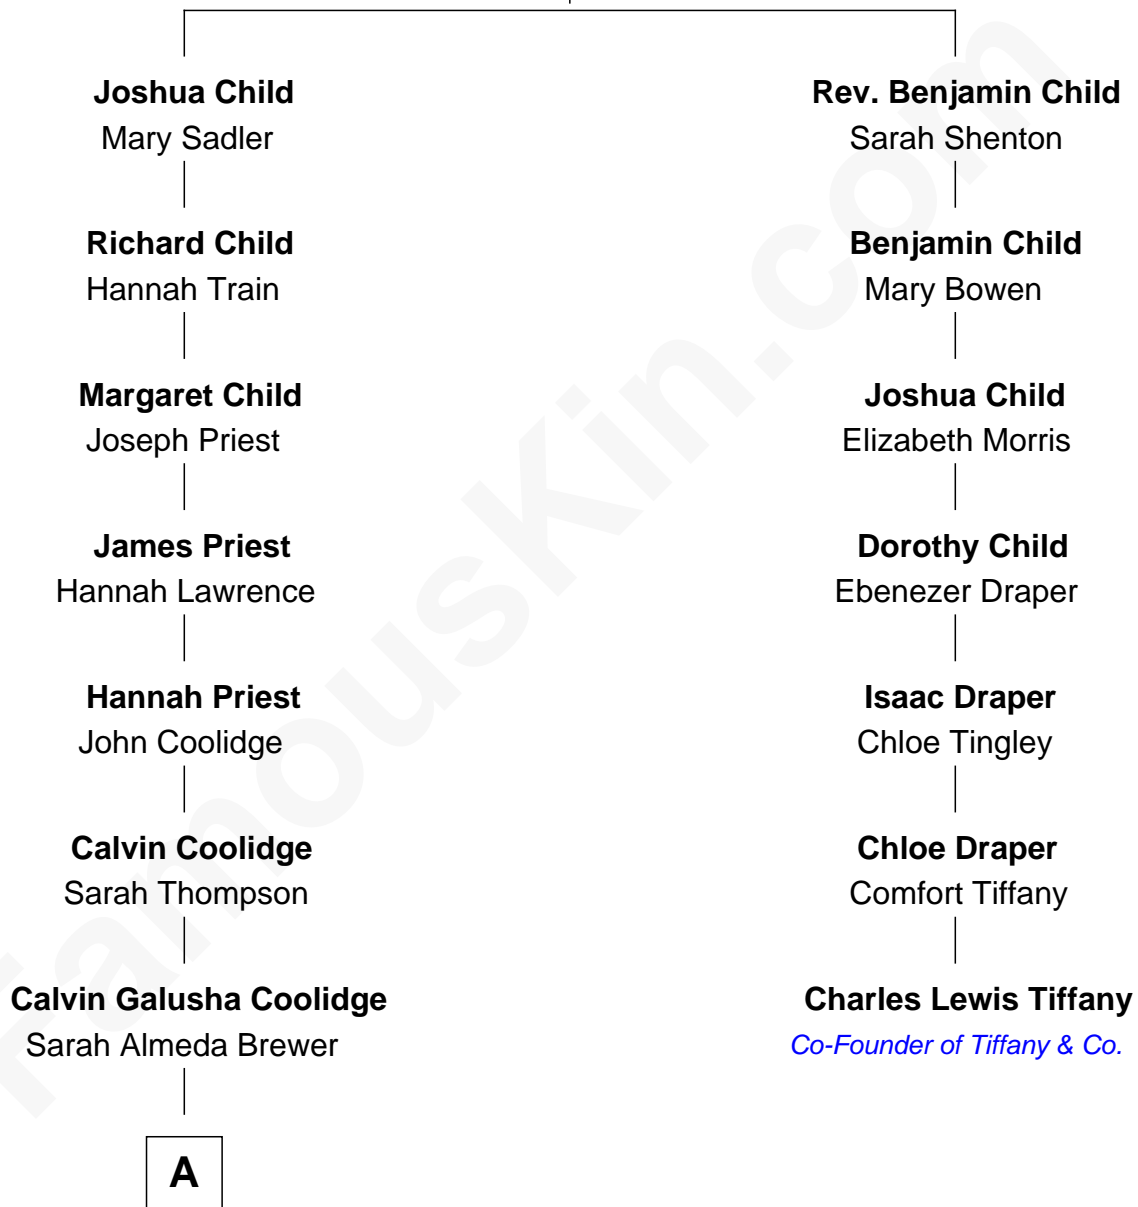 Joshua Child
Mary Sadler
Richard Child
Hannah Train
Margaret Child
Joseph Priest
James Priest
Hannah Lawrence
Hannah Priest
John Coolidge
Calvin Coolidge
Sarah Thompson
Calvin Galusha Coolidge
Sarah Almeda Brewer
A
Rev. Benjamin Child
Sarah Shenton
Benjamin Child
Mary Bowen
Joshua Child
Elizabeth Morris
Dorothy Child
Ebenezer Draper
Isaac Draper
Chloe Tingley
Chloe Draper
Comfort Tiffany
Charles Lewis Tiffany
Co-Founder of Tiffany & Co.
FamousKin.com